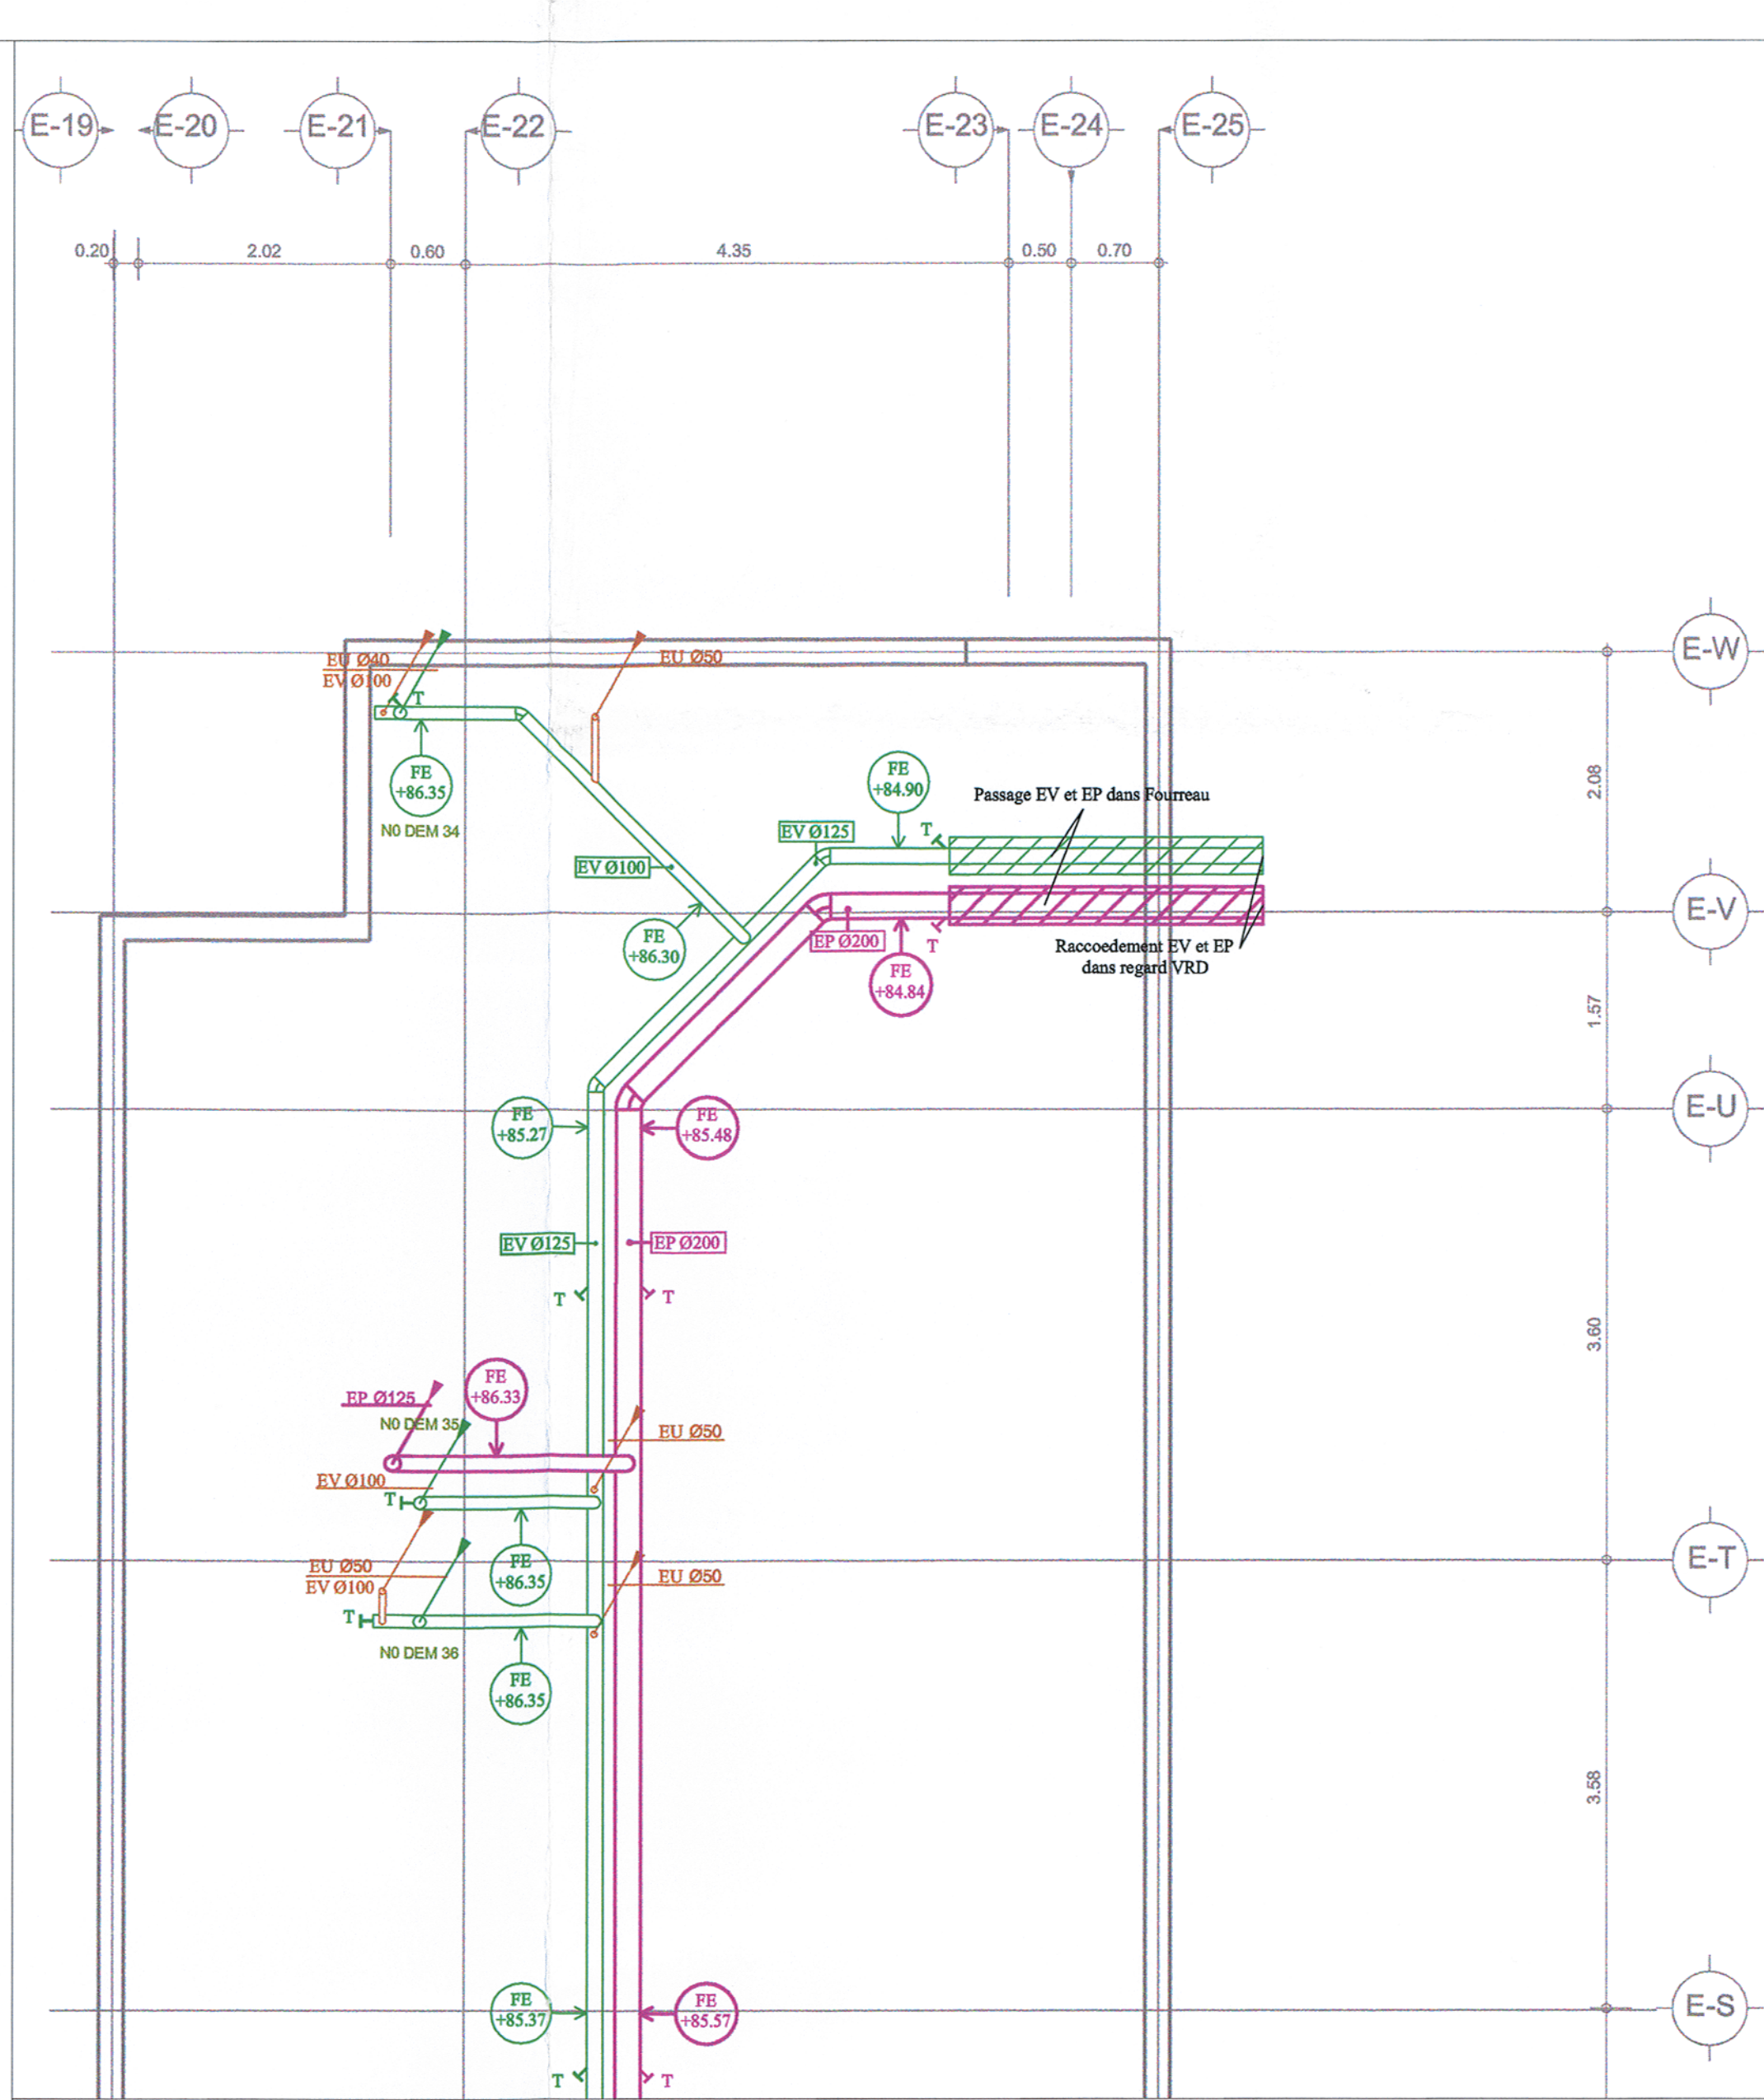 E-19 E-20 E-21 E-22 E-23 E-24 E-25
0.20 2.02 0.60 4.35 0.50 0.70
E-W
EU Ø40
EV Ø100
T
EU Ø50
FE
+86.35
N0 DEM 34
FE
+84.90
2.08
Passage EV et EP dans Fourreau
EV Ø125
T
EV Ø100
E-V
FE
+86.30
EP Ø200
T
Raccoedement EV et EP
dans regard VRD
FE
+84.84
1.57
E-U
FE
+85.27
FE
+85.48
EV Ø125
EP Ø200
T
T
3.60
FE
+86.33
EP Ø125
N0 DEM 35
EU Ø50
EV Ø100
T
E-T
FE
+86.35
EU Ø50
EV Ø100
EU Ø50
T
N0 DEM 36
FE
+86.35
3.58
FE
+85.37
FE
+85.57
E-S
T
T